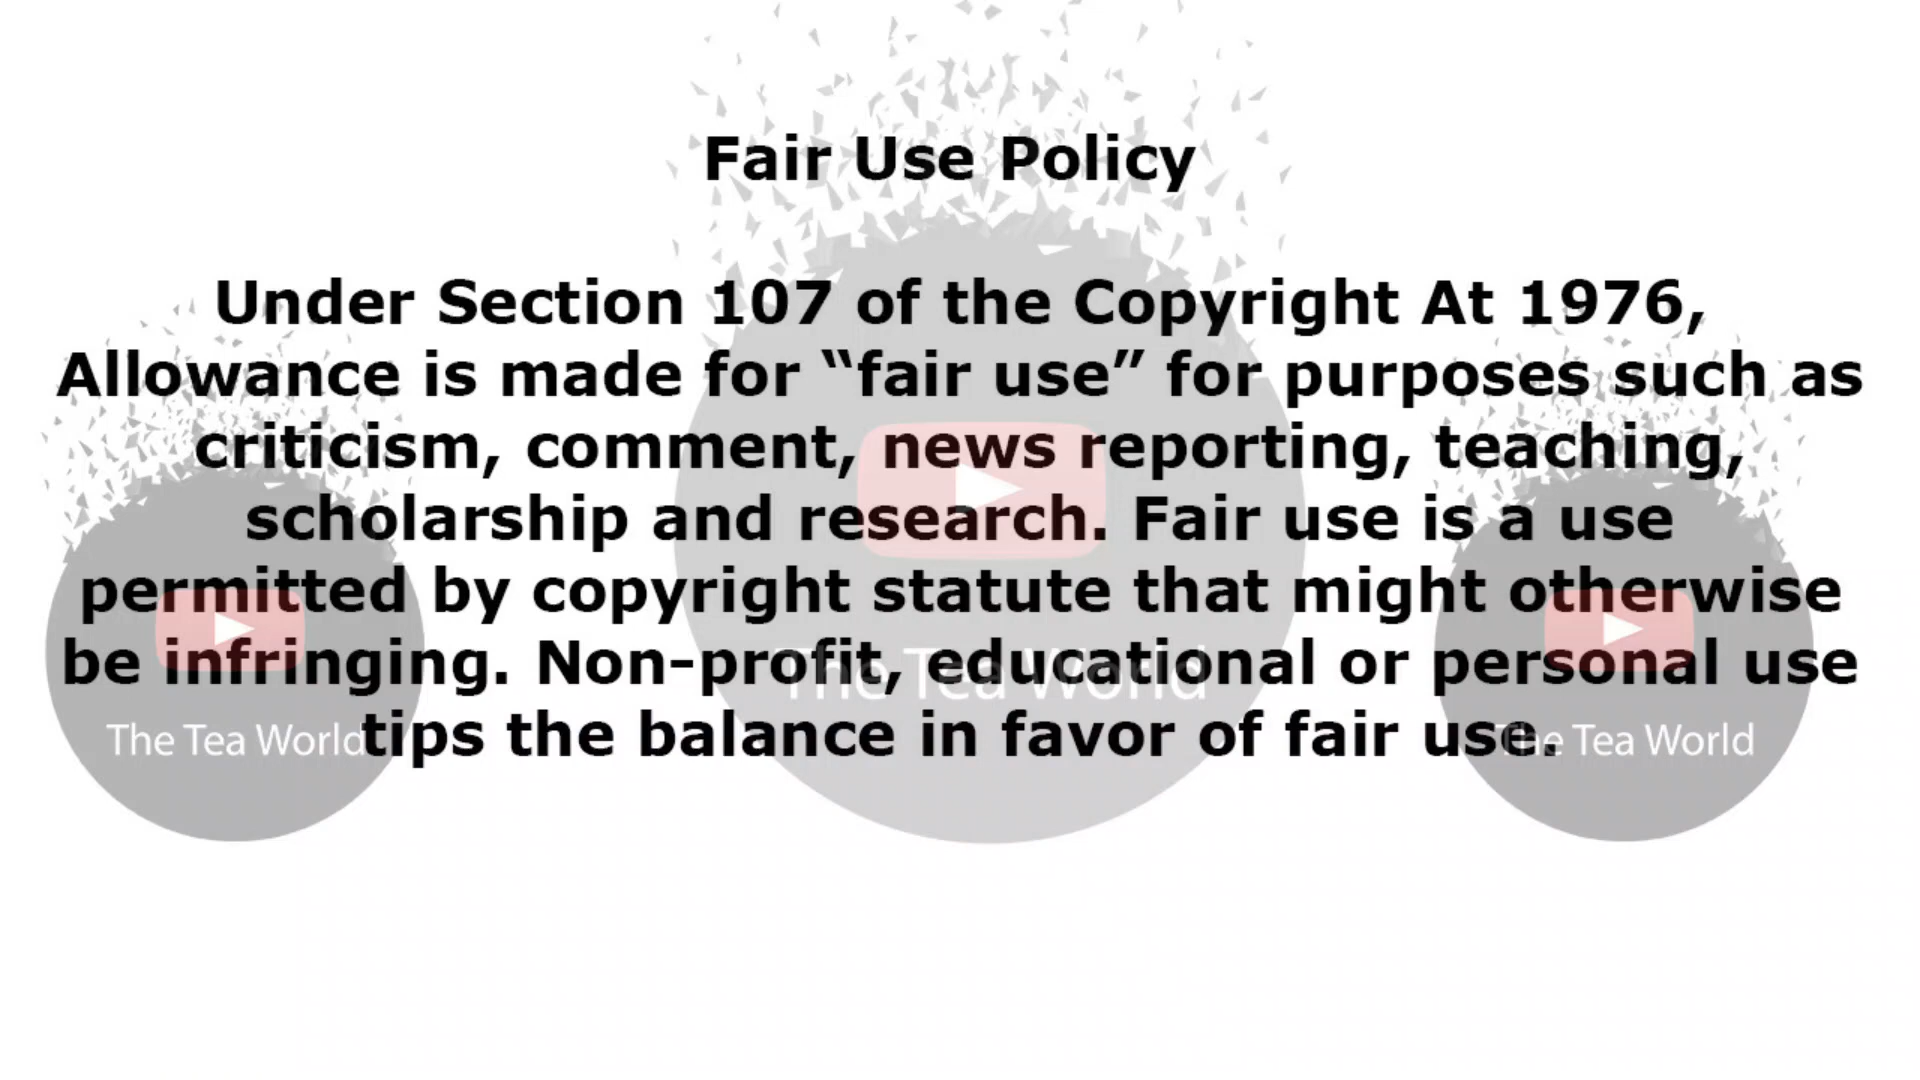 Fair Use Policy
Under Section 107 of the Copyright At 1976,
Allowance is made for “fair use” for purposes such as
criticism, comment, news reporting, teaching,
scholarship and research. Fair use is a use
permitted by copyright statute that might otherwise
be infringing. Non-profit, educational or personal use
tips the balance in favor of fair use.
The Tea World
The Tea World
The Tea World